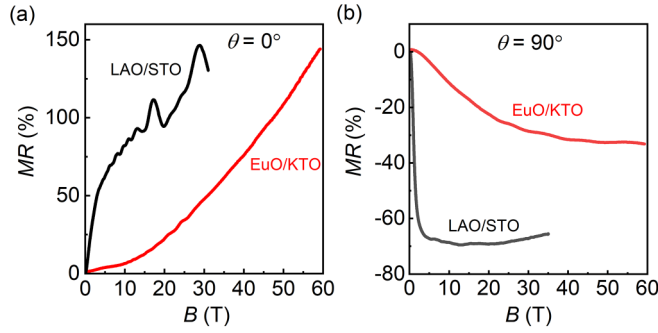 (a)
θ = 0°
LAO/STO
EuO/KTO
MR (%)
150
100
50
0
0 10 20 30 40 50 60
B (T)
(b)
θ = 90°
EuO/KTO
LAO/STO
MR (%)
0
-20
-40
-60
-80
0 10 20 30 40 50 60
B (T)